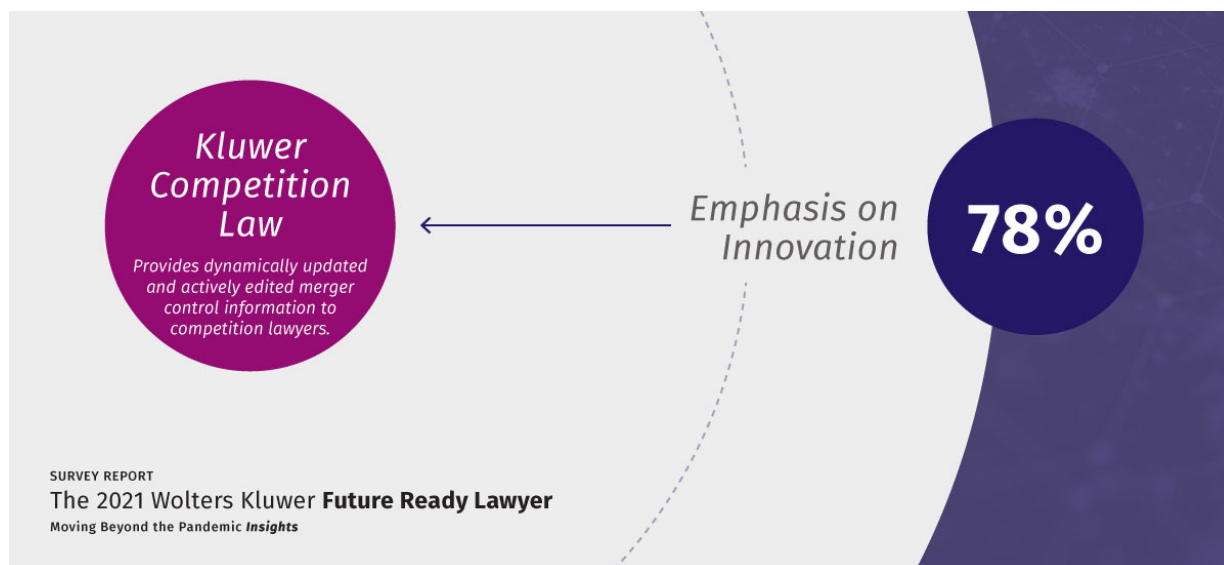 Kluwer
Competition
Law
Provides dynamically updated
and actively edited merger
control information to
competition lawyers.
Emphasis on
Innovation
78%
SURVEY REPORT
The 2021 Wolters Kluwer Future Ready Lawyer
Moving Beyond the Pandemic Insights